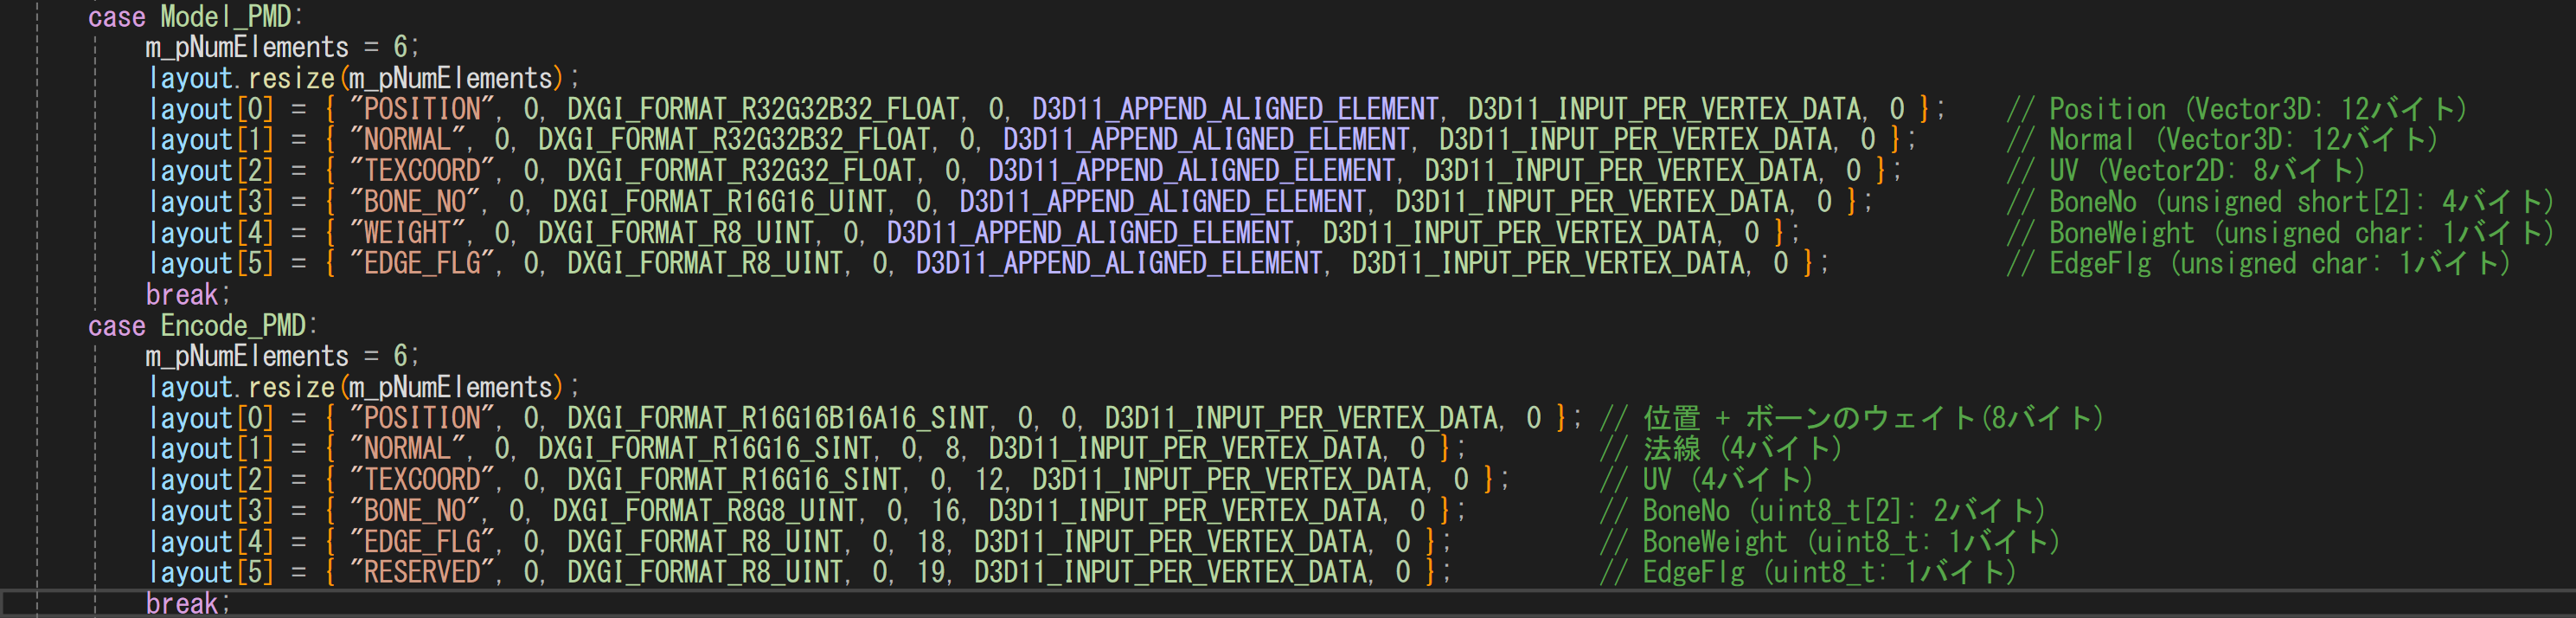 case Model_PMD:
m_pNumElements = 6;
layout.resize(m_pNumElements);
layout[0] = { "POSITION", 0, DXGI_FORMAT_R32G32B32_FLOAT, 0, D3D11_APPEND_ALIGNED_ELEMENT, D3D11_INPUT_PER_VERTEX_DATA, 0 }; // Position (Vector3D: 12バイト)
layout[1] = { "NORMAL", 0, DXGI_FORMAT_R32G32B32_FLOAT, 0, D3D11_APPEND_ALIGNED_ELEMENT, D3D11_INPUT_PER_VERTEX_DATA, 0 }; // Normal (Vector3D: 12バイト)
layout[2] = { "TEXCOORD", 0, DXGI_FORMAT_R32G32_FLOAT, 0, D3D11_APPEND_ALIGNED_ELEMENT, D3D11_INPUT_PER_VERTEX_DATA, 0 }; // UV (Vector2D: 8バイト)
layout[3] = { "BONE_NO", 0, DXGI_FORMAT_R16G16_UINT, 0, D3D11_APPEND_ALIGNED_ELEMENT, D3D11_INPUT_PER_VERTEX_DATA, 0 }; // BoneNo (unsigned short[2]: 4バイト)
layout[4] = { "WEIGHT", 0, DXGI_FORMAT_R8_UINT, 0, D3D11_APPEND_ALIGNED_ELEMENT, D3D11_INPUT_PER_VERTEX_DATA, 0 }; // BoneWeight (unsigned char: 1バイト)
layout[5] = { "EDGE_FLG", 0, DXGI_FORMAT_R8_UINT, 0, D3D11_APPEND_ALIGNED_ELEMENT, D3D11_INPUT_PER_VERTEX_DATA, 0 }; // EdgeFlg (unsigned char: 1バイト)
break;
case Encode_PMD:
m_pNumElements = 6;
layout.resize(m_pNumElements);
layout[0] = { "POSITION", 0, DXGI_FORMAT_R16G16B16A16_SINT, 0, 0, D3D11_INPUT_PER_VERTEX_DATA, 0 }; // 位置 + ボーンのウェイト(8バイト)
layout[1] = { "NORMAL", 0, DXGI_FORMAT_R16G16_SINT, 0, 8, D3D11_INPUT_PER_VERTEX_DATA, 0 }; // 法線 (4バイト)
layout[2] = { "TEXCOORD", 0, DXGI_FORMAT_R16G16_SINT, 0, 12, D3D11_INPUT_PER_VERTEX_DATA, 0 }; // UV (4バイト)
layout[3] = { "BONE_NO", 0, DXGI_FORMAT_R8G8_UINT, 0, 16, D3D11_INPUT_PER_VERTEX_DATA, 0 }; // BoneNo (uint8_t[2]: 2バイト)
layout[4] = { "EDGE_FLG", 0, DXGI_FORMAT_R8_UINT, 0, 18, D3D11_INPUT_PER_VERTEX_DATA, 0 }; // BoneWeight (uint8_t: 1バイト)
layout[5] = { "RESERVED", 0, DXGI_FORMAT_R8_UINT, 0, 19, D3D11_INPUT_PER_VERTEX_DATA, 0 }; // EdgeFlg (uint8_t: 1バイト)
break;